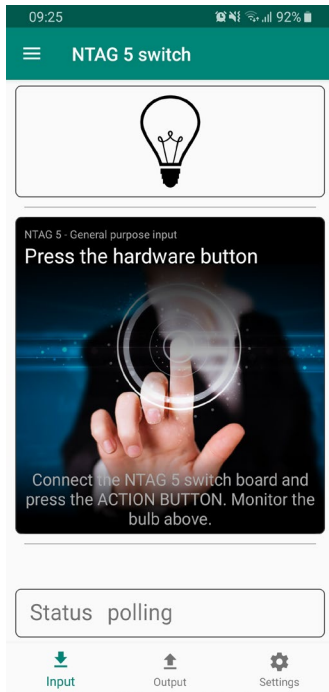 09:25
92%
NTAG 5 switch
NTAG 5 - General purpose input
Press the hardware button
Connect the NTAG 5 switch board and
press the ACTION BUTTON. Monitor the
bulb above.
Status polling
Input
Output
Settings